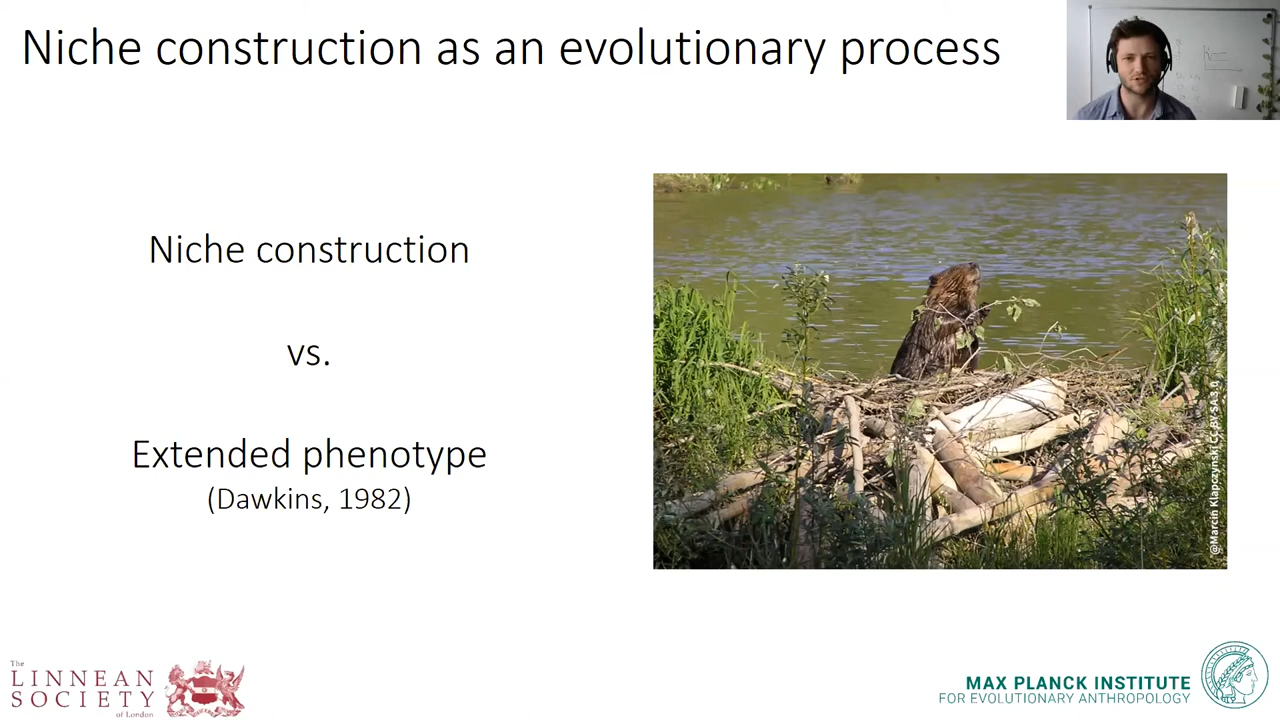 Niche construction as an evolutionary process
Niche construction
vs.
Extended phenotype
(Dawkins, 1982)
@Marcin Klapczynski CC BY-SA 3.0
The
LINNEAN
SOCIETY
of London
MAX PLANCK INSTITUTE
FOR EVOLUTIONARY ANTHROPOLOGY